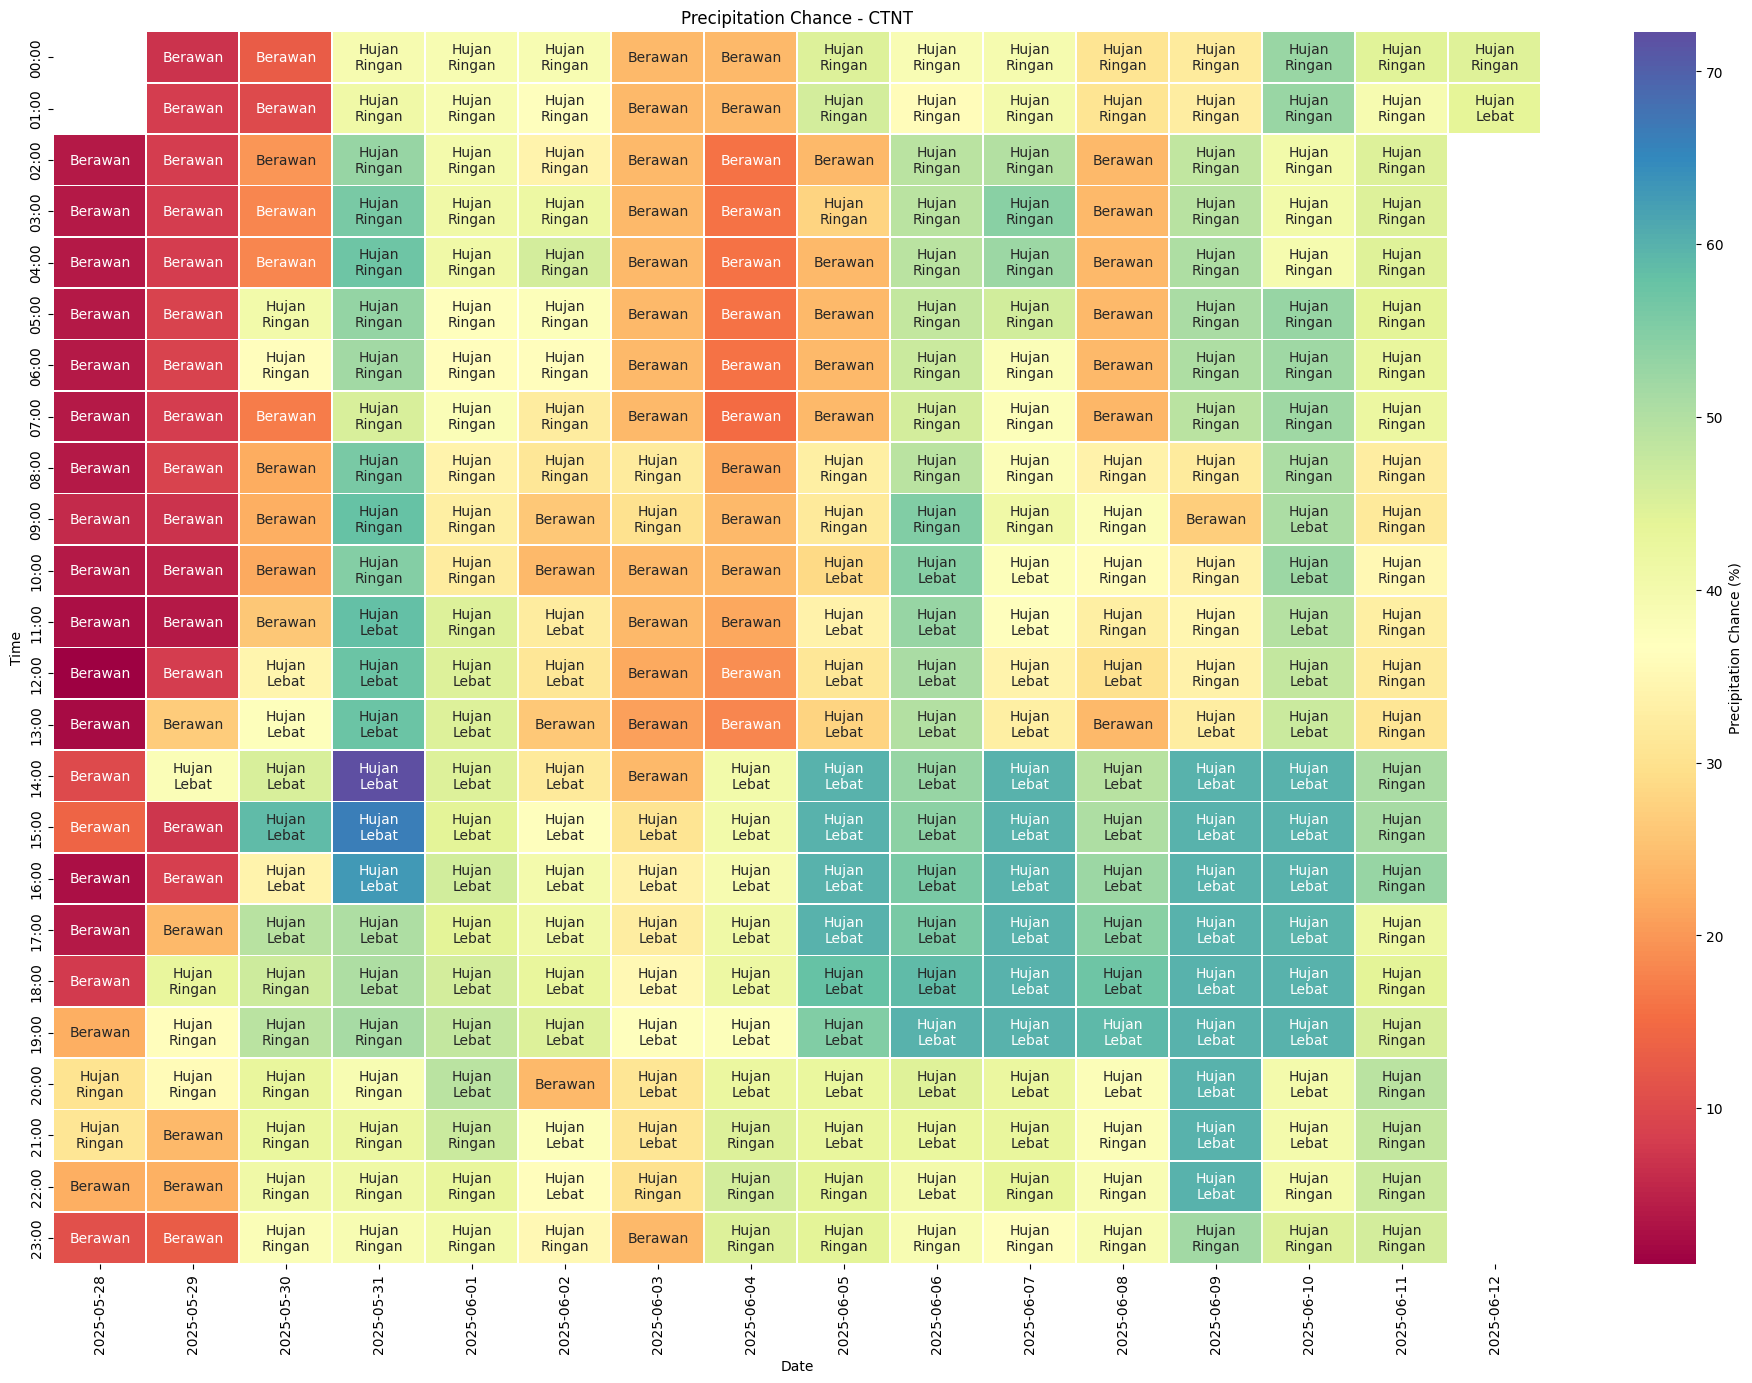 Precipitation Chance - CTNT
Time
00:00 Berawan Berawan Hujan Ringan Hujan Ringan Hujan Ringan Berawan Berawan Hujan Ringan Hujan Ringan Hujan Ringan Hujan Ringan Hujan Ringan Hujan Ringan Hujan Ringan Hujan Ringan
01:00 Berawan Berawan Hujan Ringan Hujan Ringan Hujan Ringan Berawan Berawan Hujan Ringan Hujan Ringan Hujan Ringan Hujan Ringan Hujan Ringan Hujan Ringan Hujan Ringan Hujan Lebat
02:00 Berawan Berawan Berawan Hujan Ringan Hujan Ringan Hujan Ringan Berawan Berawan Berawan Hujan Ringan Hujan Ringan Berawan Hujan Ringan Hujan Ringan Hujan Ringan
03:00 Berawan Berawan Berawan Hujan Ringan Hujan Ringan Hujan Ringan Berawan Berawan Hujan Ringan Hujan Ringan Hujan Ringan Berawan Hujan Ringan Hujan Ringan Hujan Ringan
04:00 Berawan Berawan Berawan Hujan Ringan Hujan Ringan Hujan Ringan Berawan Berawan Berawan Hujan Ringan Hujan Ringan Berawan Hujan Ringan Hujan Ringan Hujan Ringan
05:00 Berawan Berawan Hujan Ringan Hujan Ringan Hujan Ringan Hujan Ringan Berawan Berawan Berawan Hujan Ringan Hujan Ringan Berawan Hujan Ringan Hujan Ringan Hujan Ringan
06:00 Berawan Berawan Hujan Ringan Hujan Ringan Hujan Ringan Hujan Ringan Berawan Berawan Berawan Hujan Ringan Hujan Ringan Berawan Hujan Ringan Hujan Ringan Hujan Ringan
07:00 Berawan Berawan Berawan Hujan Ringan Hujan Ringan Hujan Ringan Berawan Berawan Berawan Hujan Ringan Hujan Ringan Berawan Hujan Ringan Hujan Ringan Hujan Ringan
08:00 Berawan Berawan Berawan Hujan Ringan Hujan Ringan Hujan Ringan Hujan Ringan Berawan Hujan Ringan Hujan Ringan Hujan Ringan Hujan Ringan Hujan Ringan Hujan Ringan Hujan Ringan
09:00 Berawan Berawan Berawan Hujan Ringan Hujan Ringan Berawan Hujan Ringan Berawan Hujan Ringan Hujan Ringan Hujan Ringan Hujan Ringan Berawan Hujan Lebat Hujan Ringan
10:00 Berawan Berawan Berawan Hujan Ringan Hujan Ringan Berawan Berawan Berawan Hujan Lebat Hujan Lebat Hujan Lebat Hujan Ringan Hujan Ringan Hujan Lebat Hujan Ringan
11:00 Berawan Berawan Berawan Hujan Lebat Hujan Ringan Hujan Lebat Berawan Berawan Hujan Lebat Hujan Lebat Hujan Lebat Hujan Ringan Hujan Ringan Hujan Lebat Hujan Ringan
12:00 Berawan Berawan Hujan Lebat Hujan Lebat Hujan Lebat Hujan Lebat Berawan Berawan Hujan Lebat Hujan Lebat Hujan Lebat Hujan Lebat Hujan Ringan Hujan Lebat Hujan Ringan
13:00 Berawan Berawan Hujan Lebat Hujan Lebat Hujan Lebat Berawan Berawan Berawan Hujan Lebat Hujan Lebat Hujan Lebat Berawan Hujan Lebat Hujan Lebat Hujan Ringan
14:00 Berawan Hujan Lebat Hujan Lebat Hujan Lebat Hujan Lebat Hujan Lebat Berawan Hujan Lebat Hujan Lebat Hujan Lebat Hujan Lebat Hujan Lebat Hujan Lebat Hujan Lebat Hujan Ringan
15:00 Berawan Berawan Hujan Lebat Hujan Lebat Hujan Lebat Hujan Lebat Hujan Lebat Hujan Lebat Hujan Lebat Hujan Lebat Hujan Lebat Hujan Lebat Hujan Lebat Hujan Lebat Hujan Ringan
16:00 Berawan Berawan Hujan Lebat Hujan Lebat Hujan Lebat Hujan Lebat Hujan Lebat Hujan Lebat Hujan Lebat Hujan Lebat Hujan Lebat Hujan Lebat Hujan Lebat Hujan Lebat Hujan Ringan
17:00 Berawan Berawan Hujan Lebat Hujan Lebat Hujan Lebat Hujan Lebat Hujan Lebat Hujan Lebat Hujan Lebat Hujan Lebat Hujan Lebat Hujan Lebat Hujan Lebat Hujan Lebat Hujan Ringan
18:00 Berawan Hujan Ringan Hujan Ringan Hujan Lebat Hujan Lebat Hujan Lebat Hujan Lebat Hujan Lebat Hujan Lebat Hujan Lebat Hujan Lebat Hujan Lebat Hujan Lebat Hujan Lebat Hujan Ringan
19:00 Berawan Hujan Ringan Hujan Ringan Hujan Ringan Hujan Lebat Hujan Lebat Hujan Lebat Hujan Lebat Hujan Lebat Hujan Lebat Hujan Lebat Hujan Lebat Hujan Lebat Hujan Lebat Hujan Ringan
20:00 Hujan Ringan Hujan Ringan Hujan Ringan Hujan Ringan Hujan Lebat Berawan Hujan Lebat Hujan Lebat Hujan Lebat Hujan Lebat Hujan Lebat Hujan Lebat Hujan Lebat Hujan Lebat Hujan Ringan
21:00 Hujan Ringan Berawan Hujan Ringan Hujan Ringan Hujan Ringan Hujan Lebat Hujan Lebat Hujan Ringan Hujan Lebat Hujan Lebat Hujan Lebat Hujan Ringan Hujan Lebat Hujan Lebat Hujan Ringan
22:00 Berawan Berawan Hujan Ringan Hujan Ringan Hujan Ringan Hujan Lebat Hujan Ringan Hujan Ringan Hujan Ringan Hujan Lebat Hujan Ringan Hujan Ringan Hujan Lebat Hujan Ringan Hujan Ringan
23:00 Berawan Berawan Hujan Ringan Hujan Ringan Hujan Ringan Hujan Ringan Berawan Hujan Ringan Hujan Ringan Hujan Ringan Hujan Ringan Hujan Ringan Hujan Ringan Hujan Ringan Hujan Ringan
2025-05-28 2025-05-29 2025-05-30 2025-05-31 2025-06-01 2025-06-02 2025-06-03 2025-06-04 2025-06-05 2025-06-06 2025-06-07 2025-06-08 2025-06-09 2025-06-10 2025-06-11 2025-06-12
Date
70
60
50
40
30
20
10
Precipitation Chance (%)